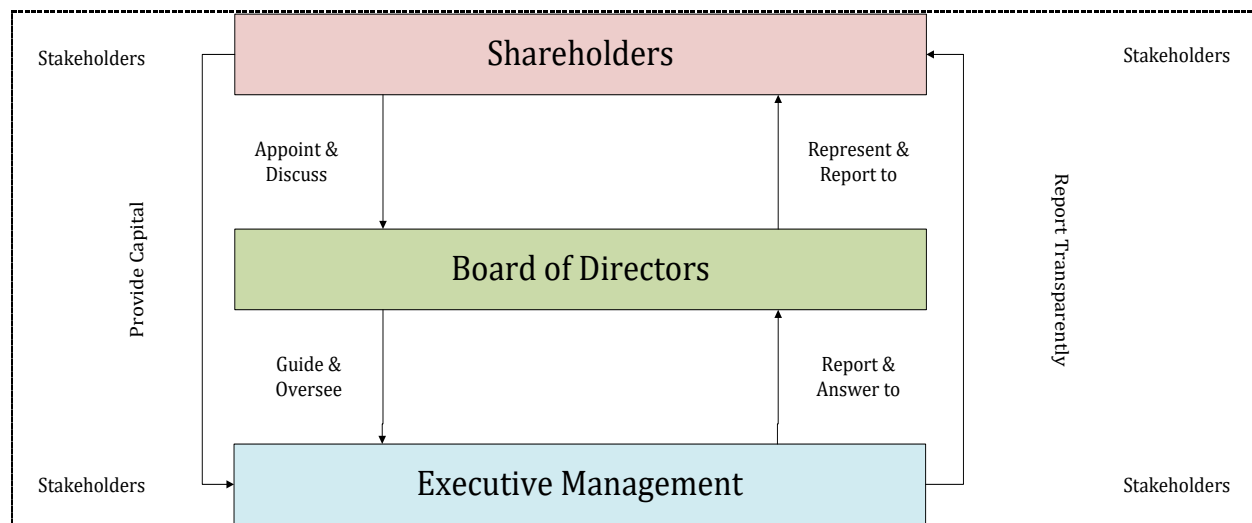 Shareholders
Stakeholders
Stakeholders
Appoint &
Discuss
Represent &
Report to
Provide Capital
Report Transparently
Board of Directors
Guide &
Oversee
Report &
Answer to
Executive Management
Stakeholders
Stakeholders